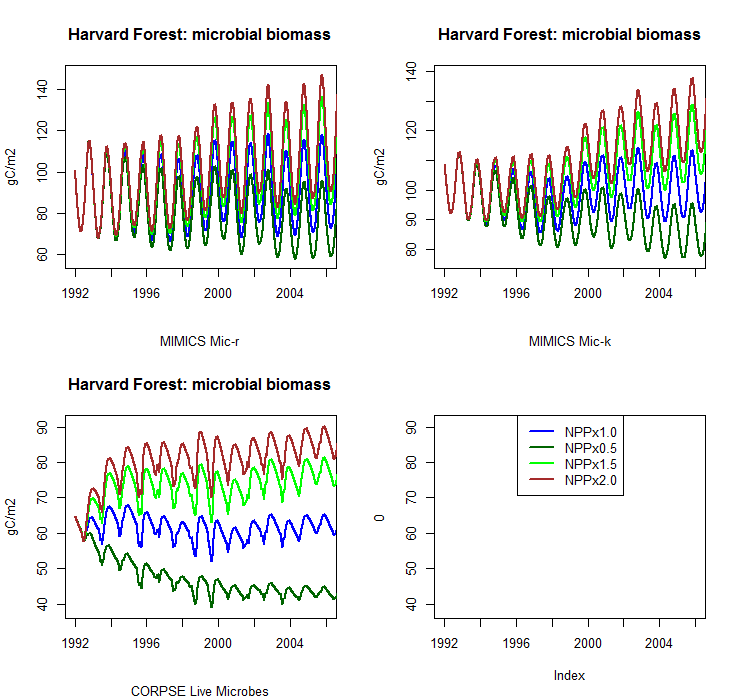 Harvard Forest: microbial biomass
gC/m2
140
120
100
80
60
1992 1996 2000 2004
MIMICS Mic-r
Harvard Forest: microbial biomass
gC/m2
140
120
100
90
80
1992 1996 2000 2004
MIMICS Mic-k
Harvard Forest: microbial biomass
gC/m2
90
80
70
60
50
40
1992 1996 2000 2004
CORPSE Live Microbes
0
90
80
70
60
50
40
NPPx1.0
NPPx0.5
NPPx1.5
NPPx2.0
1992 1996 2000 2004
Index